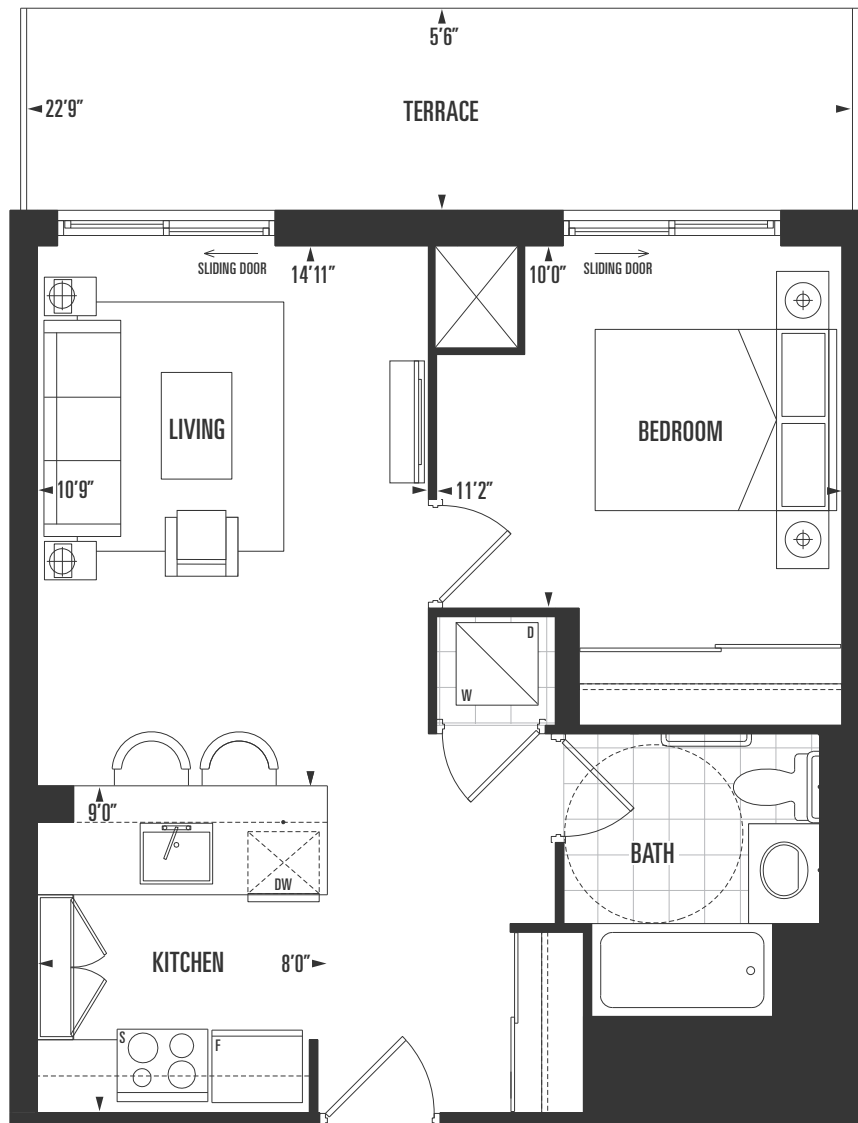 5'6"
22'9"
TERRACE
SLIDING DOOR
14'11"
10'0"
SLIDING DOOR
LIVING
BEDROOM
10'9"
11'2"
D
W
9'0"
DW
BATH
KITCHEN
8'0"
S
F